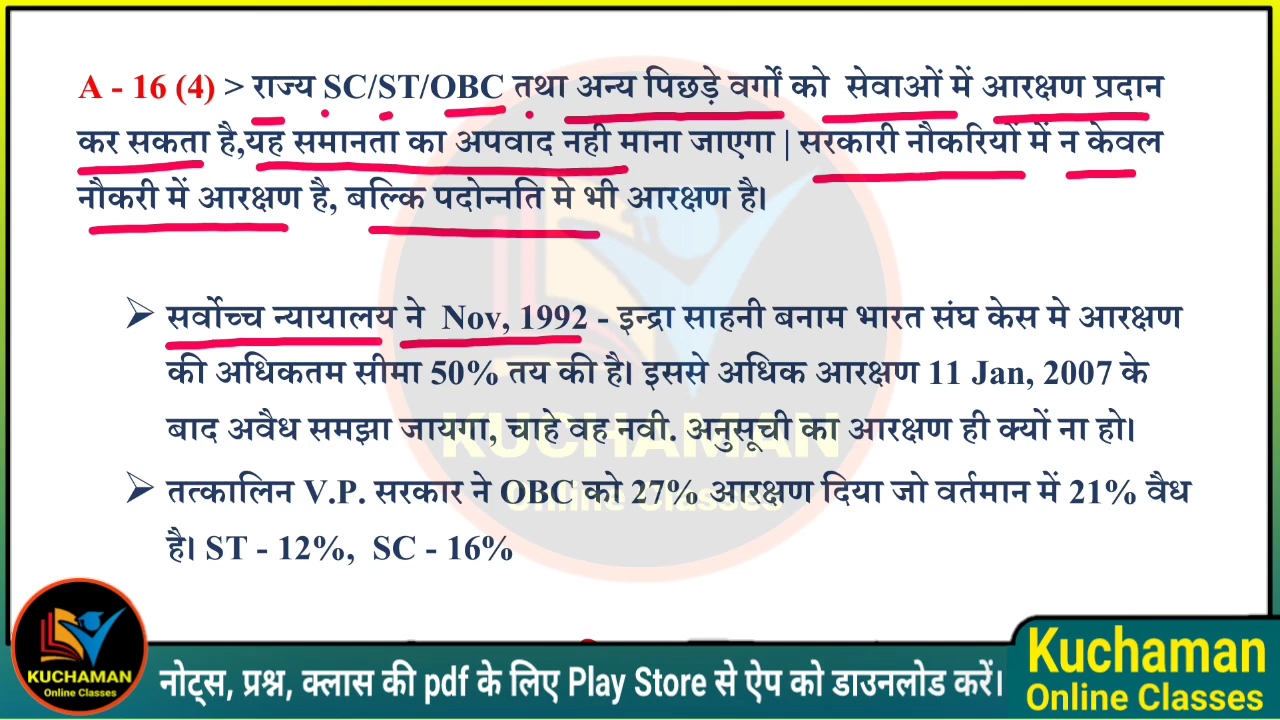 A - 16 (4) > राज्य SC/ST/OBC तथा अन्य पिछड़े वर्गों को सेवाओं में आरक्षण प्रदान
कर सकता है,यह समानता का अपवाद नही माना जाएगा | सरकारी नौकरियों में न केवल
नौकरी में आरक्षण है, बल्कि पदोन्नति मे भी आरक्षण है।
➢ सर्वोच्च न्यायालय ने Nov, 1992 - इन्द्रा साहनी बनाम भारत संघ केस मे आरक्षण
की अधिकतम सीमा 50% तय की है। इससे अधिक आरक्षण 11 Jan, 2007 के
बाद अवैध समझा जायगा, चाहे वह नवी. अनुसूची का आरक्षण ही क्यों ना हो।
➢ तत्कालिन V.P. सरकार ने OBC को 27% आरक्षण दिया जो वर्तमान में 21% वैध
है। ST - 12%, SC - 16%
KUCHAMAN
Online Classes
KUCHAMAN
Online Classes
नोट्स, प्रश्न, क्लास की pdf के लिए Play Store से ऐप को डाउनलोड करें।
Kuchaman
Online Classes